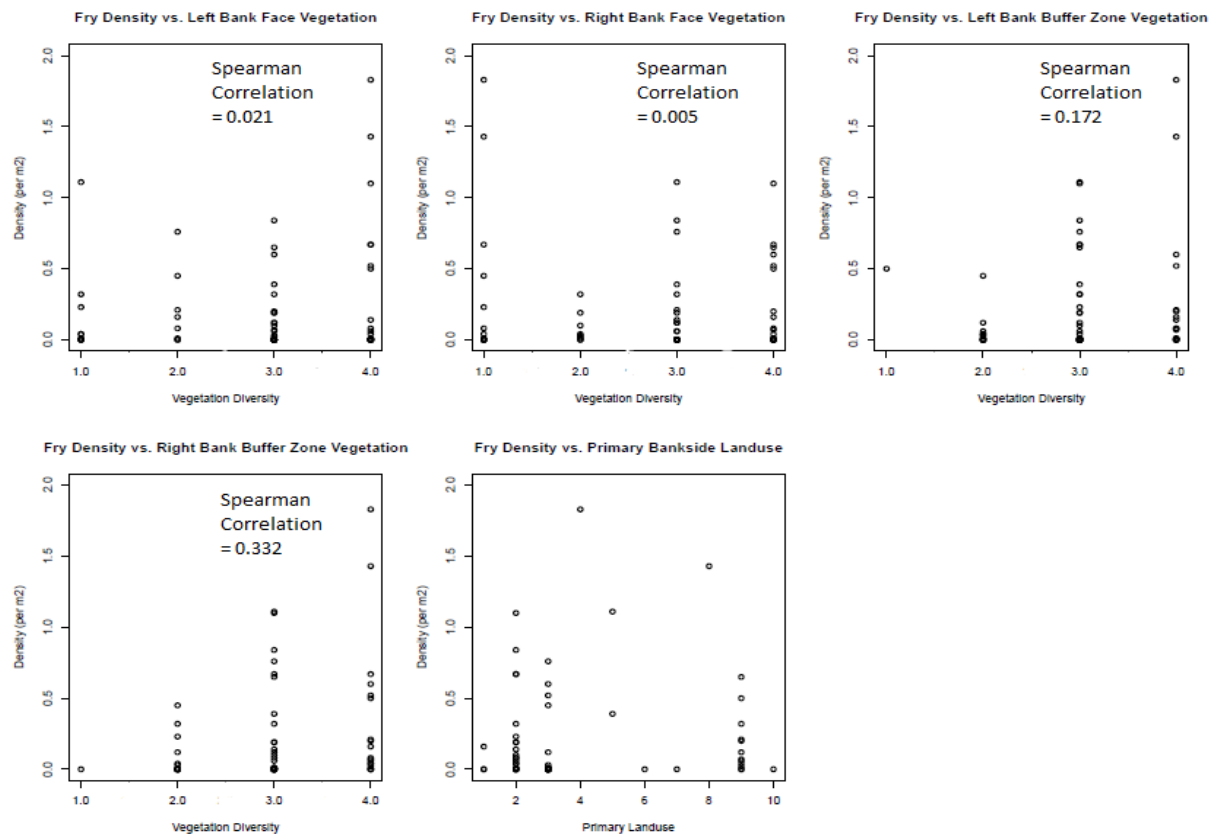 Fry Density vs. Left Bank Face Vegetation
Spearman
Correlation
= 0.021
2.0
1.5
1.0
0.5
0.0
Density (per m2)
1.0 2.0 3.0 4.0
Vegetation Diversity
Fry Density vs. Right Bank Face Vegetation
Spearman
Correlation
= 0.005
2.0
1.5
1.0
0.5
0.0
Density (per m2)
1.0 2.0 3.0 4.0
Vegetation Diversity
Fry Density vs. Left Bank Buffer Zone Vegetation
Spearman
Correlation
= 0.172
2.0
1.5
1.0
0.5
0.0
Density (per m2)
1.0 2.0 3.0 4.0
Vegetation Diversity
Fry Density vs. Right Bank Buffer Zone Vegetation
Spearman
Correlation
= 0.332
2.0
1.5
1.0
0.5
0.0
Density (per m2)
1.0 2.0 3.0 4.0
Vegetation Diversity
Fry Density vs. Primary Bankside Landuse
2.0
1.5
1.0
0.5
0.0
Density (per m2)
2 4 6 8 10
Primary Landuse